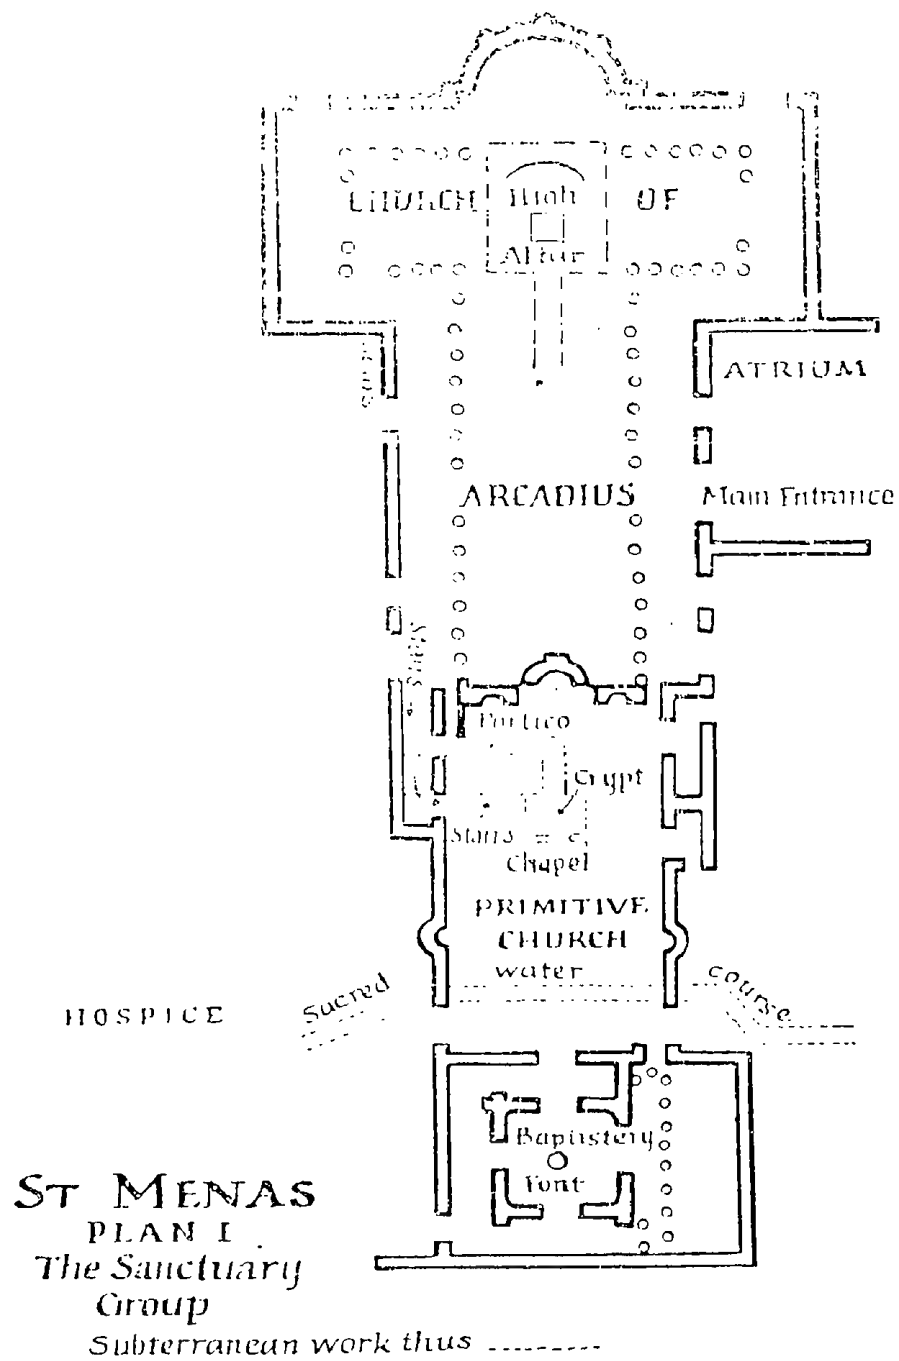 CHURCH High OF
Altar
Stairs
ATRIUM
ARCADIUS
Main Entrance
Stairs
Portico
Crypt
Stairs
Chapel
PRIMITIVE
CHURCH
Sacred water course
HOSPICE
Baptistery
Font
ST MENAS
PLAN I.
The Sanctuary
Group
Subterranean work thus